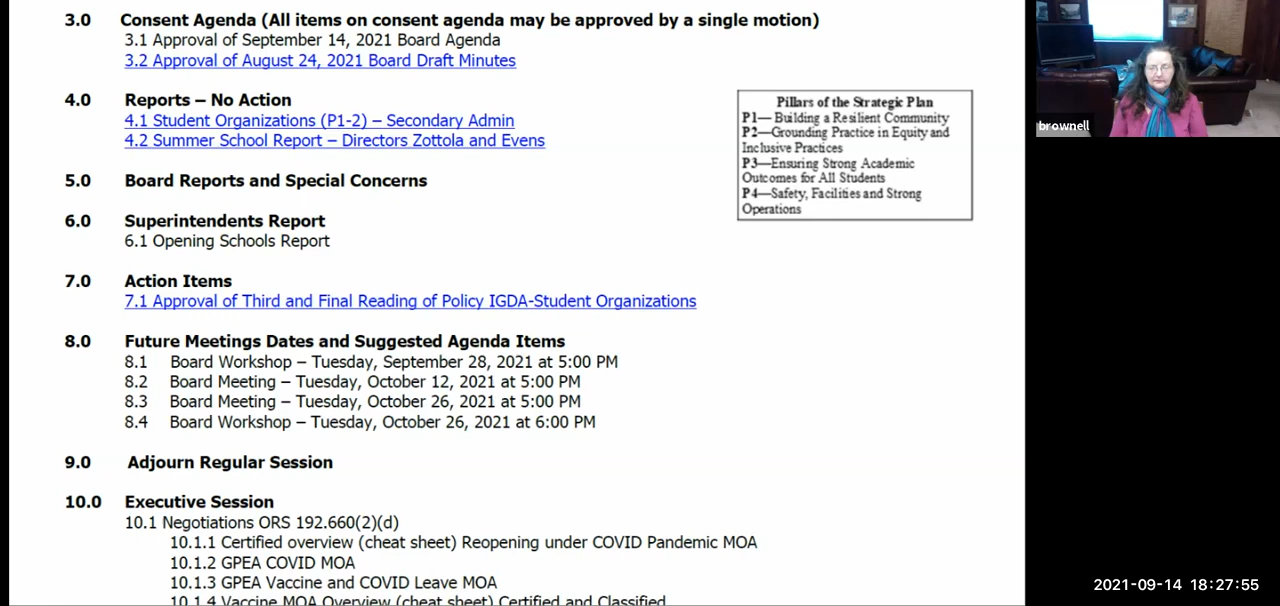 3.0 Consent Agenda (All items on consent agenda may be approved by a single motion)
3.1 Approval of September 14, 2021 Board Agenda
3.2 Approval of August 24, 2021 Board Draft Minutes
4.0 Reports – No Action
4.1 Student Organizations (P1-2) – Secondary Admin
4.2 Summer School Report – Directors Zottola and Evens
5.0 Board Reports and Special Concerns
6.0 Superintendents Report
6.1 Opening Schools Report
7.0 Action Items
7.1 Approval of Third and Final Reading of Policy IGDA-Student Organizations
8.0 Future Meetings Dates and Suggested Agenda Items
8.1 Board Workshop – Tuesday, September 28, 2021 at 5:00 PM
8.2 Board Meeting – Tuesday, October 12, 2021 at 5:00 PM
8.3 Board Meeting – Tuesday, October 26, 2021 at 5:00 PM
8.4 Board Workshop – Tuesday, October 26, 2021 at 6:00 PM
9.0 Adjourn Regular Session
10.0 Executive Session
10.1 Negotiations ORS 192.660(2)(d)
10.1.1 Certified overview (cheat sheet) Reopening under COVID Pandemic MOA
10.1.2 GPEA COVID MOA
10.1.3 GPEA Vaccine and COVID Leave MOA
10.1.4 Vaccine MOA Overview (cheat sheet) Certified and Classified
Pillars of the Strategic Plan
P1—Building a Resilient Community
P2—Grounding Practice in Equity and
Inclusive Practices
P3—Ensuring Strong Academic
Outcomes for All Students
P4—Safety, Facilities and Strong
Operations
brownell
2021-09-14 18:27:55